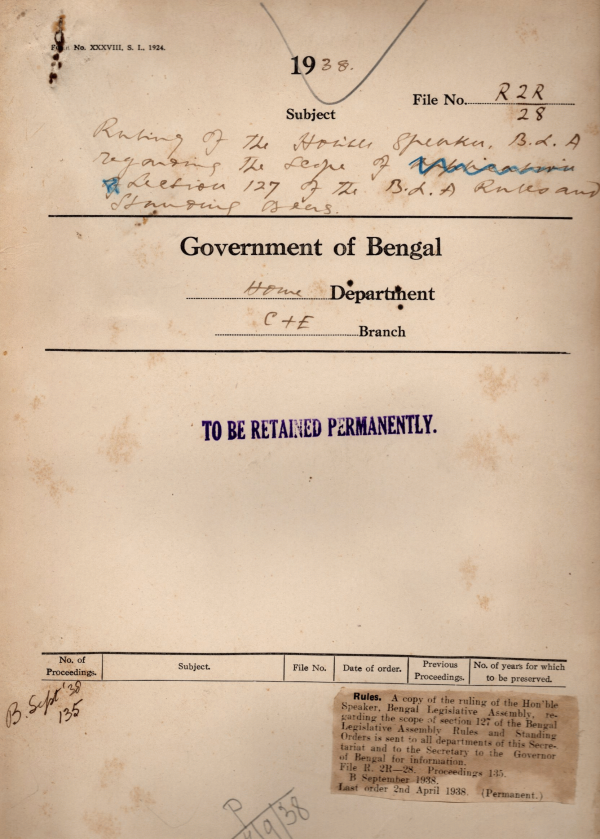 Form No. XXXVIII, S. I., 1924.
1938.
File No. R2R
28
Subject
Ruling of the Hon'ble Speaker. B.L.A
regarding the scope of
Section 127 of the B.L.A Rules and
Standing
Government of Bengal
Home Department
C+E Branch
TO BE RETAINED PERMANENTLY.
No. of Proceedings.
Subject.
File No.
Date of order.
Previous Proceedings.
No. of years for which to be preserved.
B. Sept '38
135
Rules. A copy of the ruling of the Hon'ble
Speaker, Bengal Legislative Assembly, re-
garding the scope of section 127 of the Bengal
Legislative Assembly Rules and Standing
Orders is sent to all departments of this Secre-
tariat and to the Secretary to the Governor
of Bengal for information.
File R. 2R—28. Proceedings 135.
B September 1938.
Last order 2nd April 1938. (Permanent.)
P
/9/38